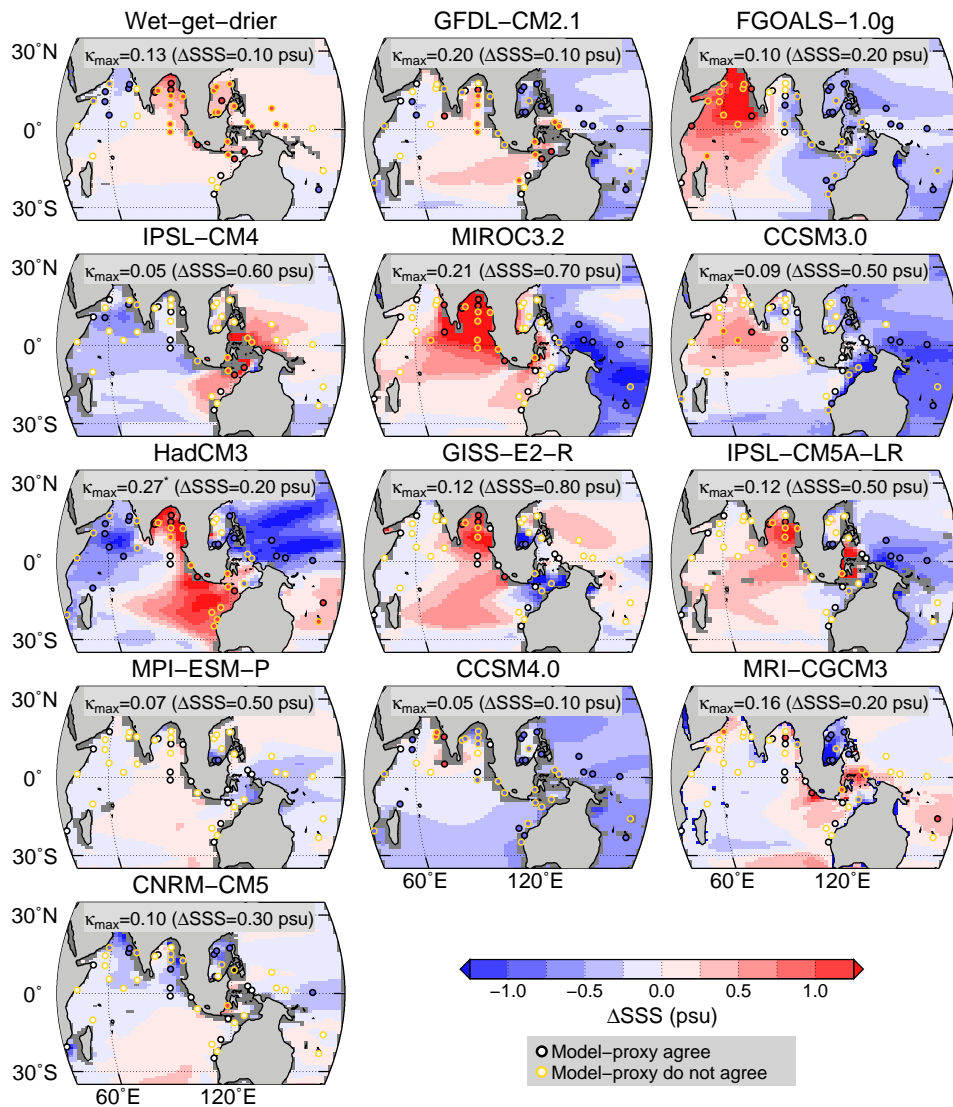 Wet−get−drier GFDL−CM2.1 FGOALS−1.0g
30°N κmax=0.13 (ΔSSS=0.10 psu) κmax=0.20 (ΔSSS=0.10 psu) κmax=0.10 (ΔSSS=0.20 psu)
0°
30°S
IPSL−CM4 MIROC3.2 CCSM3.0
30°N κmax=0.05 (ΔSSS=0.60 psu) κmax=0.21 (ΔSSS=0.70 psu) κmax=0.09 (ΔSSS=0.50 psu)
0°
30°S
HadCM3 GISS−E2−R IPSL−CM5A−LR
30°N κmax=0.27* (ΔSSS=0.20 psu) κmax=0.12 (ΔSSS=0.80 psu) κmax=0.12 (ΔSSS=0.50 psu)
0°
30°S
MPI−ESM−P CCSM4.0 MRI−CGCM3
30°N κmax=0.07 (ΔSSS=0.50 psu) κmax=0.05 (ΔSSS=0.10 psu) κmax=0.16 (ΔSSS=0.20 psu)
0°
30°S
60°E 120°E 60°E 120°E
CNRM−CM5
30°N κmax=0.10 (ΔSSS=0.30 psu)
0°
30°S
60°E 120°E
−1.0 −0.5 0.0 0.5 1.0
ΔSSS (psu)
Model−proxy agree
Model−proxy do not agree